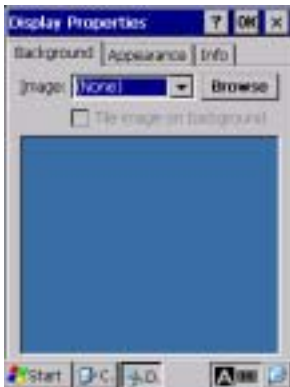 Display Properties ? OK ×
Background Appearance Info
Image: (None) Browse
Tile image on background
Start C. D. A